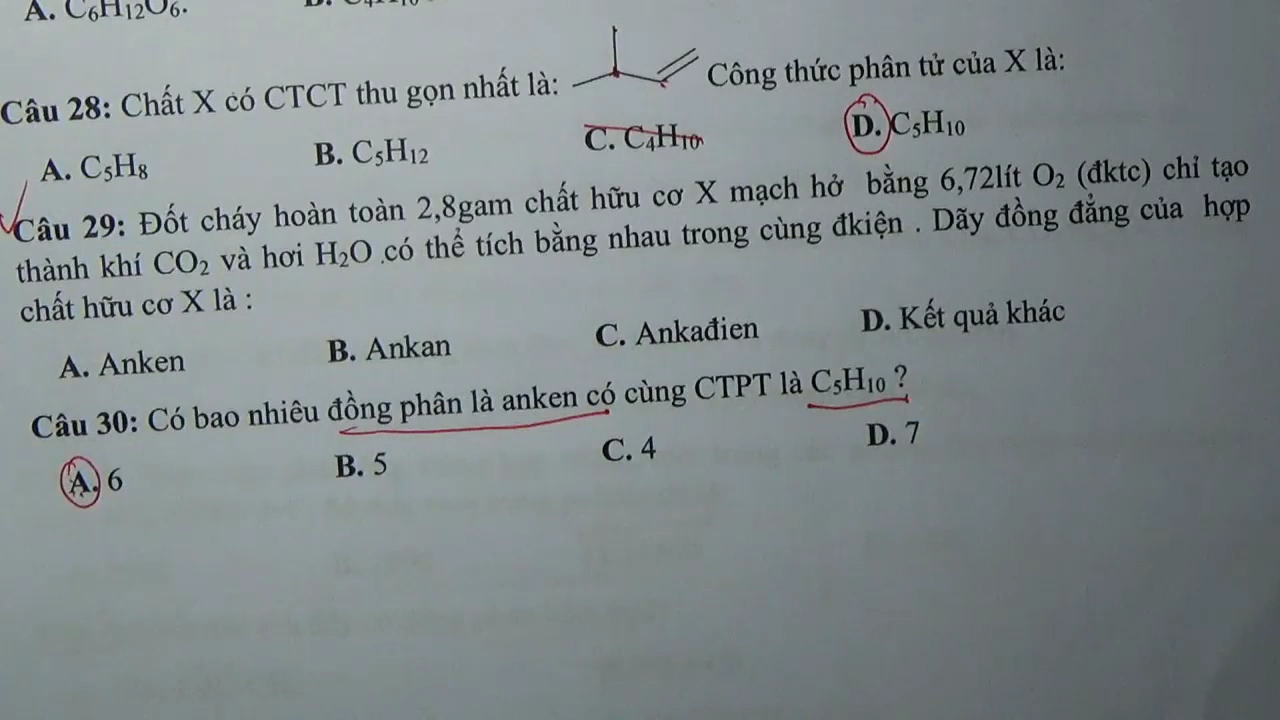 A. C₆H₁₂O₆.
Câu 28: Chất X có CTCT thu gọn nhất là: Công thức phân tử của X là:
A. C₅H₈ B. C₅H₁₂ C. C₄H₁₀ D. C₅H₁₀
Câu 29: Đốt cháy hoàn toàn 2,8gam chất hữu cơ X mạch hở bằng 6,72lít O₂ (đktc) chỉ tạo
thành khí CO₂ và hơi H₂O .có thể tích bằng nhau trong cùng đkiện . Dãy đồng đẳng của hợp
chất hữu cơ X là :
A. Anken B. Ankan C. Ankađien D. Kết quả khác
Câu 30: Có bao nhiêu đồng phân là anken có cùng CTPT là C₅H₁₀ ?
A. 6 B. 5 C. 4 D. 7